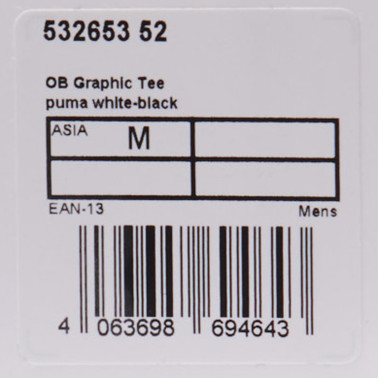 532653 52
OB Graphic Tee
puma white-black
ASIA M
EAN-13 Mens
4 063698 694643